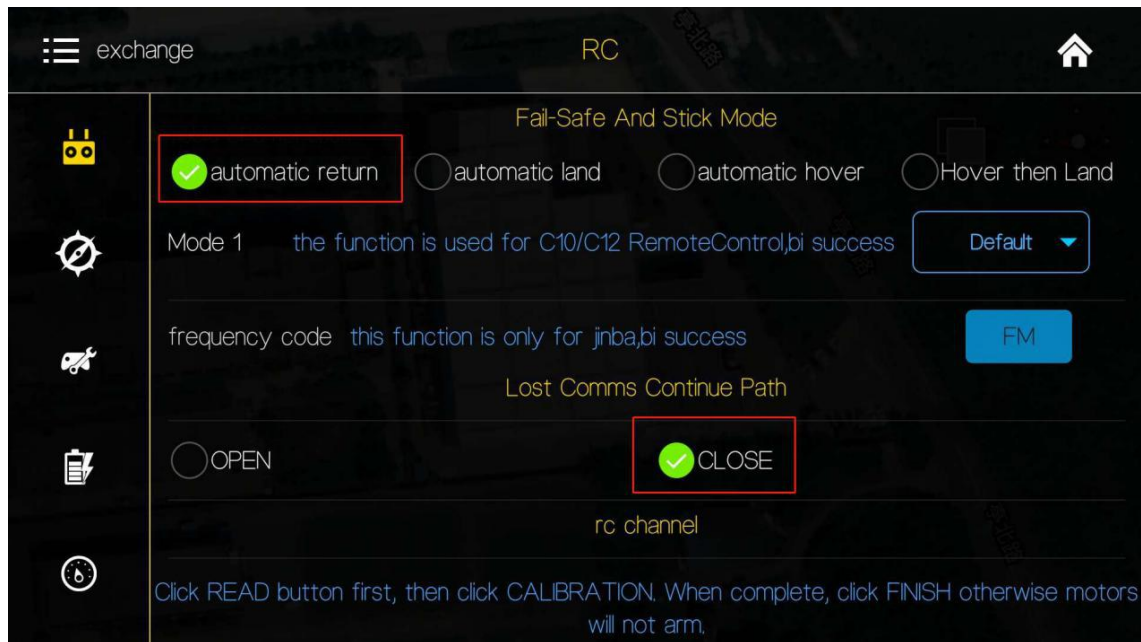 exchange
RC
Fail-Safe And Stick Mode
automatic return
automatic land
automatic hover
Hover then Land
Mode 1
the function is used for C10/C12 RemoteControl,bi success
Default
frequency code
this function is only for jinba,bi success
FM
Lost Comms Continue Path
OPEN
CLOSE
rc channel
Click READ button first, then click CALIBRATION. When complete, click FINISH otherwise motors
will not arm.